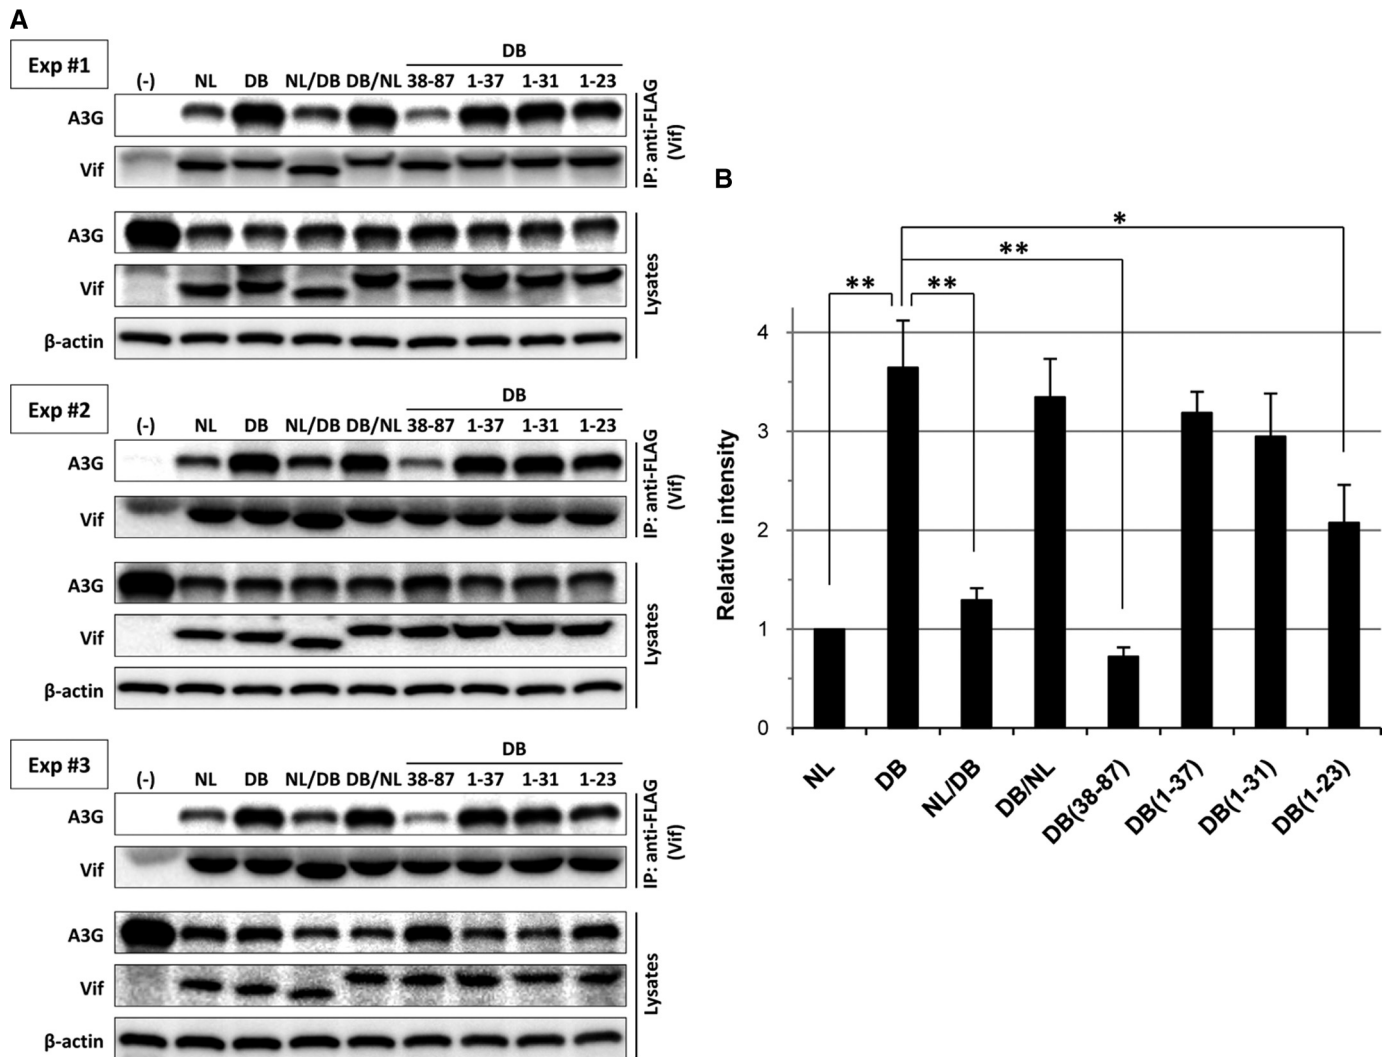 A
Exp #1
DB
(-) NL DB NL/DB DB/NL 38-87 1-37 1-31 1-23
A3G
Vif
IP: anti-FLAG
(Vif)
A3G
Vif
β-actin
Lysates
Exp #2
DB
(-) NL DB NL/DB DB/NL 38-87 1-37 1-31 1-23
A3G
Vif
IP: anti-FLAG
(Vif)
A3G
Vif
β-actin
Lysates
Exp #3
DB
(-) NL DB NL/DB DB/NL 38-87 1-37 1-31 1-23
A3G
Vif
IP: anti-FLAG
(Vif)
A3G
Vif
β-actin
Lysates
B
*
**
** **
Relative intensity
4
3
2
1
0
NL
DB
NL/DB
DB/NL
DB(38-87)
DB(1-37)
DB(1-31)
DB(1-23)